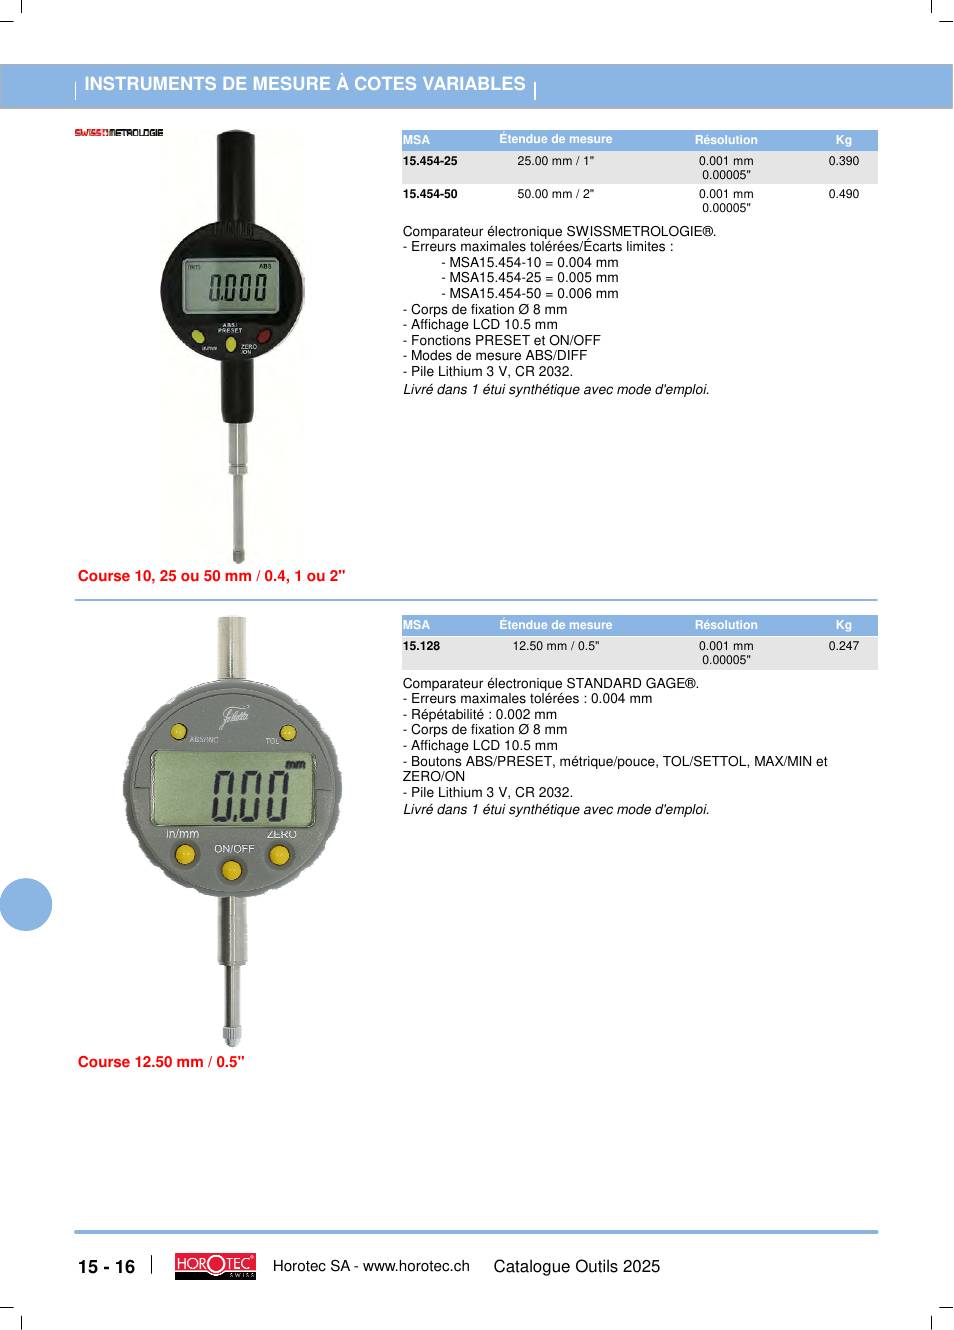 INSTRUMENTS DE MESURE À COTES VARIABLES
SWISS METROLOGIE
MSA Étendue de mesure Résolution Kg
15.454-25 25.00 mm / 1" 0.001 mm 0.390
0.00005"
15.454-50 50.00 mm / 2" 0.001 mm 0.490
0.00005"
Comparateur électronique SWISSMETROLOGIE®.
- Erreurs maximales tolérées/Écarts limites :
- MSA15.454-10 = 0.004 mm
- MSA15.454-25 = 0.005 mm
- MSA15.454-50 = 0.006 mm
- Corps de fixation Ø 8 mm
- Affichage LCD 10.5 mm
- Fonctions PRESET et ON/OFF
- Modes de mesure ABS/DIFF
- Pile Lithium 3 V, CR 2032.
Livré dans 1 étui synthétique avec mode d'emploi.
ABS
0.000
ABS/
PRESET
ZERO
/ON
Course 10, 25 ou 50 mm / 0.4, 1 ou 2"
MSA Étendue de mesure Résolution Kg
15.128 12.50 mm / 0.5" 0.001 mm 0.247
0.00005"
Comparateur électronique STANDARD GAGE®.
- Erreurs maximales tolérées : 0.004 mm
- Répétabilité : 0.002 mm
- Corps de fixation Ø 8 mm
- Affichage LCD 10.5 mm
- Boutons ABS/PRESET, métrique/pouce, TOL/SETTOL, MAX/MIN et
ZERO/ON
- Pile Lithium 3 V, CR 2032.
Livré dans 1 étui synthétique avec mode d'emploi.
ABS/INC TOL
mm
0.00
in/mm ZERO
ON/OFF
Course 12.50 mm / 0.5"
15 - 16 HOROTEC® Horotec SA - www.horotec.ch Catalogue Outils 2025
SWISS